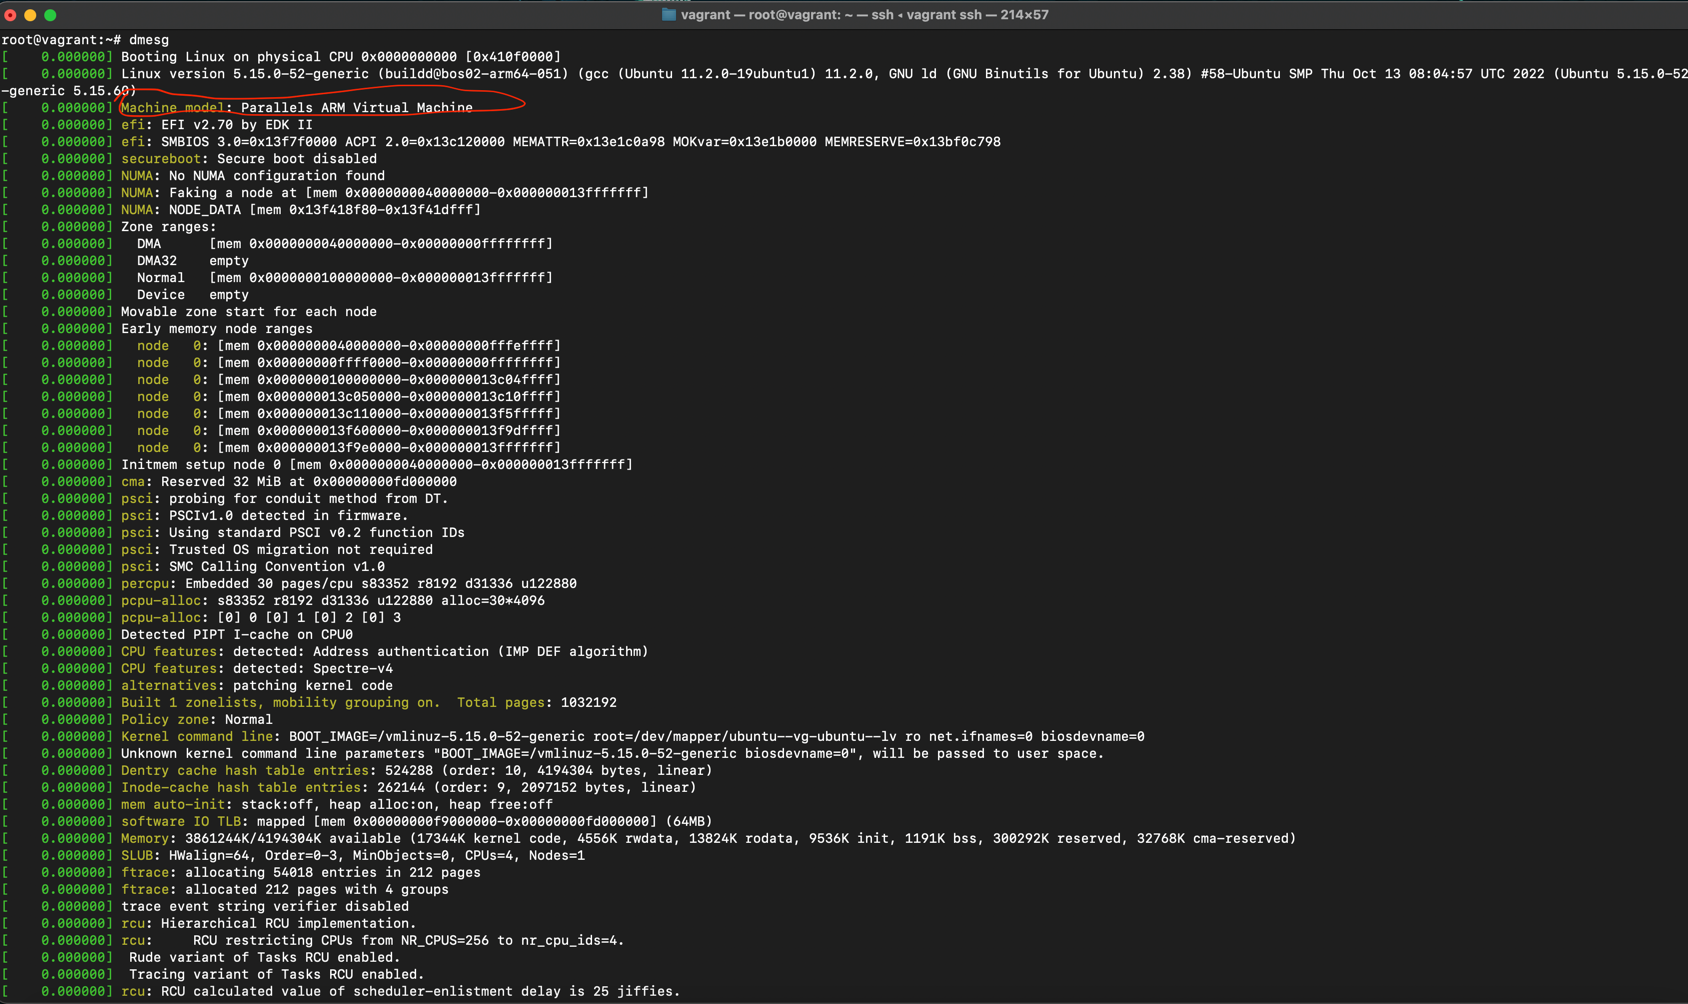 vagrant — root@vagrant: ~ — ssh ◂ vagrant ssh — 214×57
root@vagrant:~# dmesg
[    0.000000] Booting Linux on physical CPU 0x0000000000 [0x410f0000]
[    0.000000] Linux version 5.15.0-52-generic (buildd@bos02-arm64-051) (gcc (Ubuntu 11.2.0-19ubuntu1) 11.2.0, GNU ld (GNU Binutils for Ubuntu) 2.38) #58-Ubuntu SMP Thu Oct 13 08:04:57 UTC 2022 (Ubuntu 5.15.0-52
-generic 5.15.60)
[    0.000000] Machine model: Parallels ARM Virtual Machine
[    0.000000] efi: EFI v2.70 by EDK II
[    0.000000] efi: SMBIOS 3.0=0x13f7f0000 ACPI 2.0=0x13c120000 MEMATTR=0x13e1c0a98 MOKvar=0x13e1b0000 MEMRESERVE=0x13bf0c798
[    0.000000] secureboot: Secure boot disabled
[    0.000000] NUMA: No NUMA configuration found
[    0.000000] NUMA: Faking a node at [mem 0x0000000040000000-0x000000013fffffff]
[    0.000000] NUMA: NODE_DATA [mem 0x13f418f80-0x13f41dfff]
[    0.000000] Zone ranges:
[    0.000000]   DMA      [mem 0x0000000040000000-0x00000000ffffffff]
[    0.000000]   DMA32    empty
[    0.000000]   Normal   [mem 0x0000000100000000-0x000000013fffffff]
[    0.000000]   Device   empty
[    0.000000] Movable zone start for each node
[    0.000000] Early memory node ranges
[    0.000000]   node   0: [mem 0x0000000040000000-0x00000000fffeffff]
[    0.000000]   node   0: [mem 0x00000000ffff0000-0x00000000ffffffff]
[    0.000000]   node   0: [mem 0x0000000100000000-0x000000013c04ffff]
[    0.000000]   node   0: [mem 0x000000013c050000-0x000000013c10ffff]
[    0.000000]   node   0: [mem 0x000000013c110000-0x000000013f5fffff]
[    0.000000]   node   0: [mem 0x000000013f600000-0x000000013f9dffff]
[    0.000000]   node   0: [mem 0x000000013f9e0000-0x000000013fffffff]
[    0.000000] Initmem setup node 0 [mem 0x0000000040000000-0x000000013fffffff]
[    0.000000] cma: Reserved 32 MiB at 0x00000000fd000000
[    0.000000] psci: probing for conduit method from DT.
[    0.000000] psci: PSCIv1.0 detected in firmware.
[    0.000000] psci: Using standard PSCI v0.2 function IDs
[    0.000000] psci: Trusted OS migration not required
[    0.000000] psci: SMC Calling Convention v1.0
[    0.000000] percpu: Embedded 30 pages/cpu s83352 r8192 d31336 u122880
[    0.000000] pcpu-alloc: s83352 r8192 d31336 u122880 alloc=30*4096
[    0.000000] pcpu-alloc: [0] 0 [0] 1 [0] 2 [0] 3
[    0.000000] Detected PIPT I-cache on CPU0
[    0.000000] CPU features: detected: Address authentication (IMP DEF algorithm)
[    0.000000] CPU features: detected: Spectre-v4
[    0.000000] alternatives: patching kernel code
[    0.000000] Built 1 zonelists, mobility grouping on.  Total pages: 1032192
[    0.000000] Policy zone: Normal
[    0.000000] Kernel command line: BOOT_IMAGE=/vmlinuz-5.15.0-52-generic root=/dev/mapper/ubuntu--vg-ubuntu--lv ro net.ifnames=0 biosdevname=0
[    0.000000] Unknown kernel command line parameters "BOOT_IMAGE=/vmlinuz-5.15.0-52-generic biosdevname=0", will be passed to user space.
[    0.000000] Dentry cache hash table entries: 524288 (order: 10, 4194304 bytes, linear)
[    0.000000] Inode-cache hash table entries: 262144 (order: 9, 2097152 bytes, linear)
[    0.000000] mem auto-init: stack:off, heap alloc:on, heap free:off
[    0.000000] software IO TLB: mapped [mem 0x00000000f9000000-0x00000000fd000000] (64MB)
[    0.000000] Memory: 3861244K/4194304K available (17344K kernel code, 4556K rwdata, 13824K rodata, 9536K init, 1191K bss, 300292K reserved, 32768K cma-reserved)
[    0.000000] SLUB: HWalign=64, Order=0-3, MinObjects=0, CPUs=4, Nodes=1
[    0.000000] ftrace: allocating 54018 entries in 212 pages
[    0.000000] ftrace: allocated 212 pages with 4 groups
[    0.000000] trace event string verifier disabled
[    0.000000] rcu: Hierarchical RCU implementation.
[    0.000000] rcu:     RCU restricting CPUs from NR_CPUS=256 to nr_cpu_ids=4.
[    0.000000]  Rude variant of Tasks RCU enabled.
[    0.000000]  Tracing variant of Tasks RCU enabled.
[    0.000000] rcu: RCU calculated value of scheduler-enlistment delay is 25 jiffies.